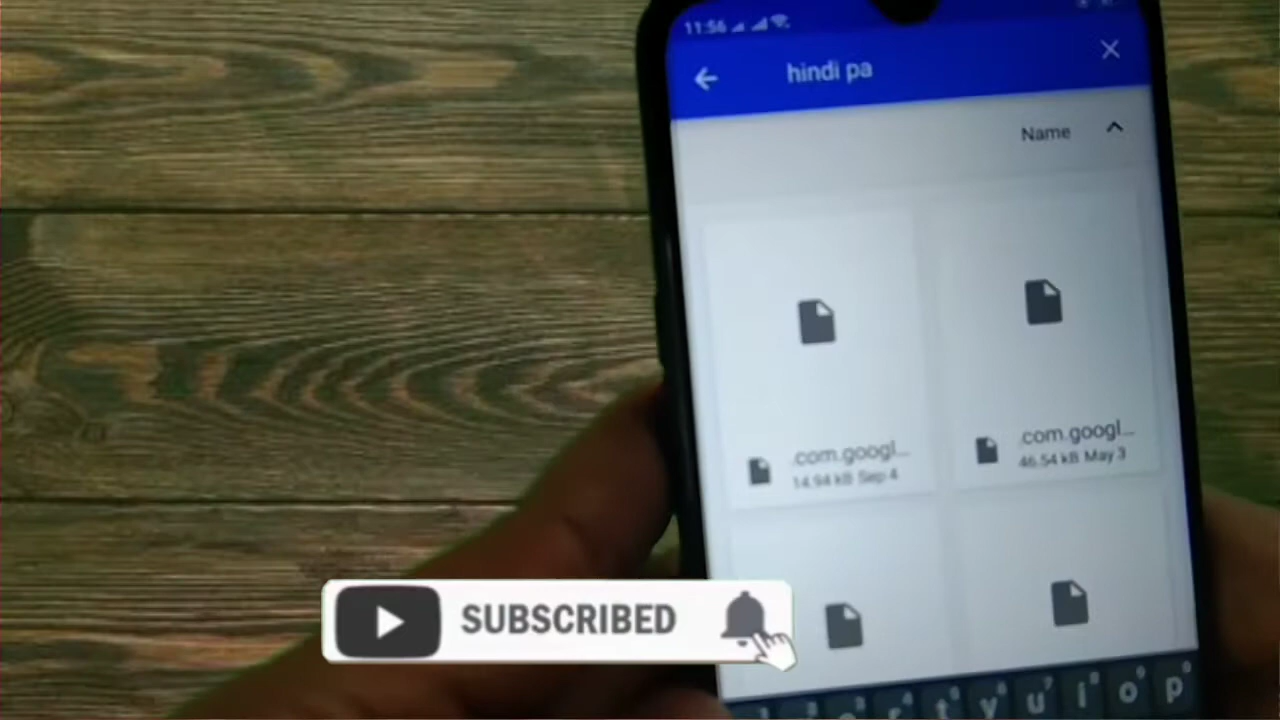 11:56
hindi pa
Name
.com.googl...
14.94 kB Sep 4
.com.googl...
46.54 kB May 3
SUBSCRIBED
r t y u i o p